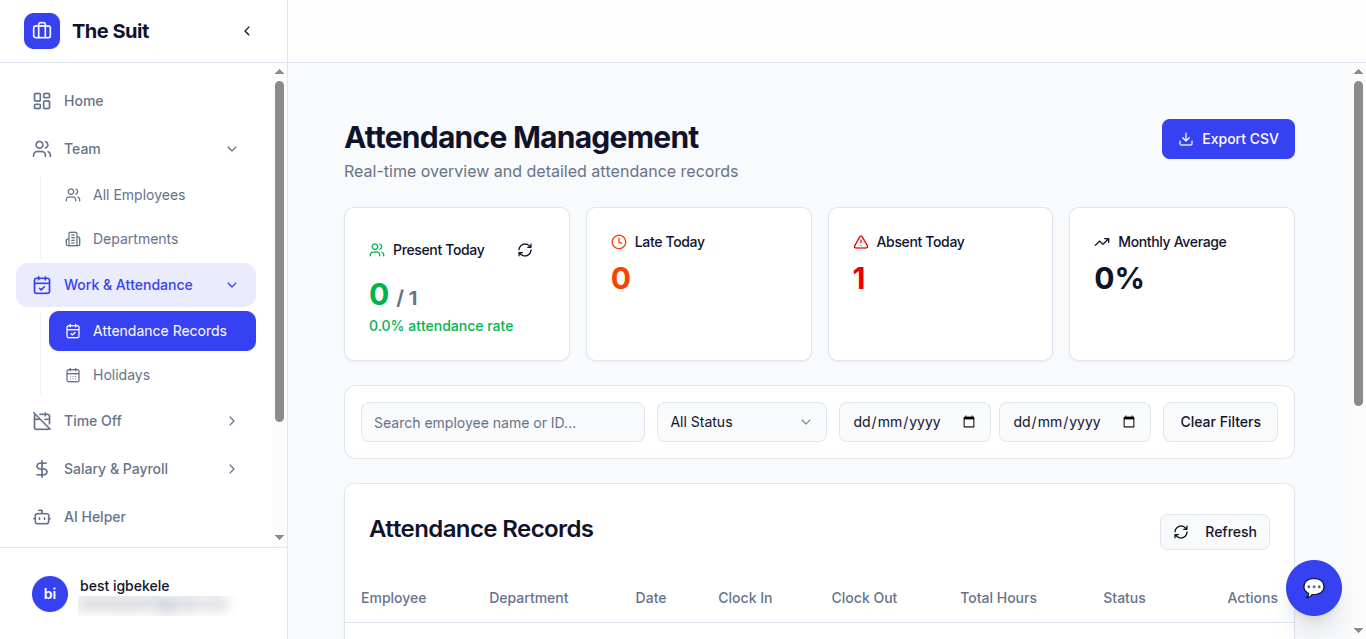 The Suit
Home
Team
All Employees
Departments
Work & Attendance
Attendance Records
Holidays
Time Off
Salary & Payroll
AI Helper
bi
best igbekele
Attendance Management
Real-time overview and detailed attendance records
Export CSV
Present Today
0 / 1
0.0% attendance rate
Late Today
0
Absent Today
1
Monthly Average
0%
Search employee name or ID...
All Status
dd/mm/yyyy
dd/mm/yyyy
Clear Filters
Attendance Records
Refresh
Employee Department Date Clock In Clock Out Total Hours Status Actions